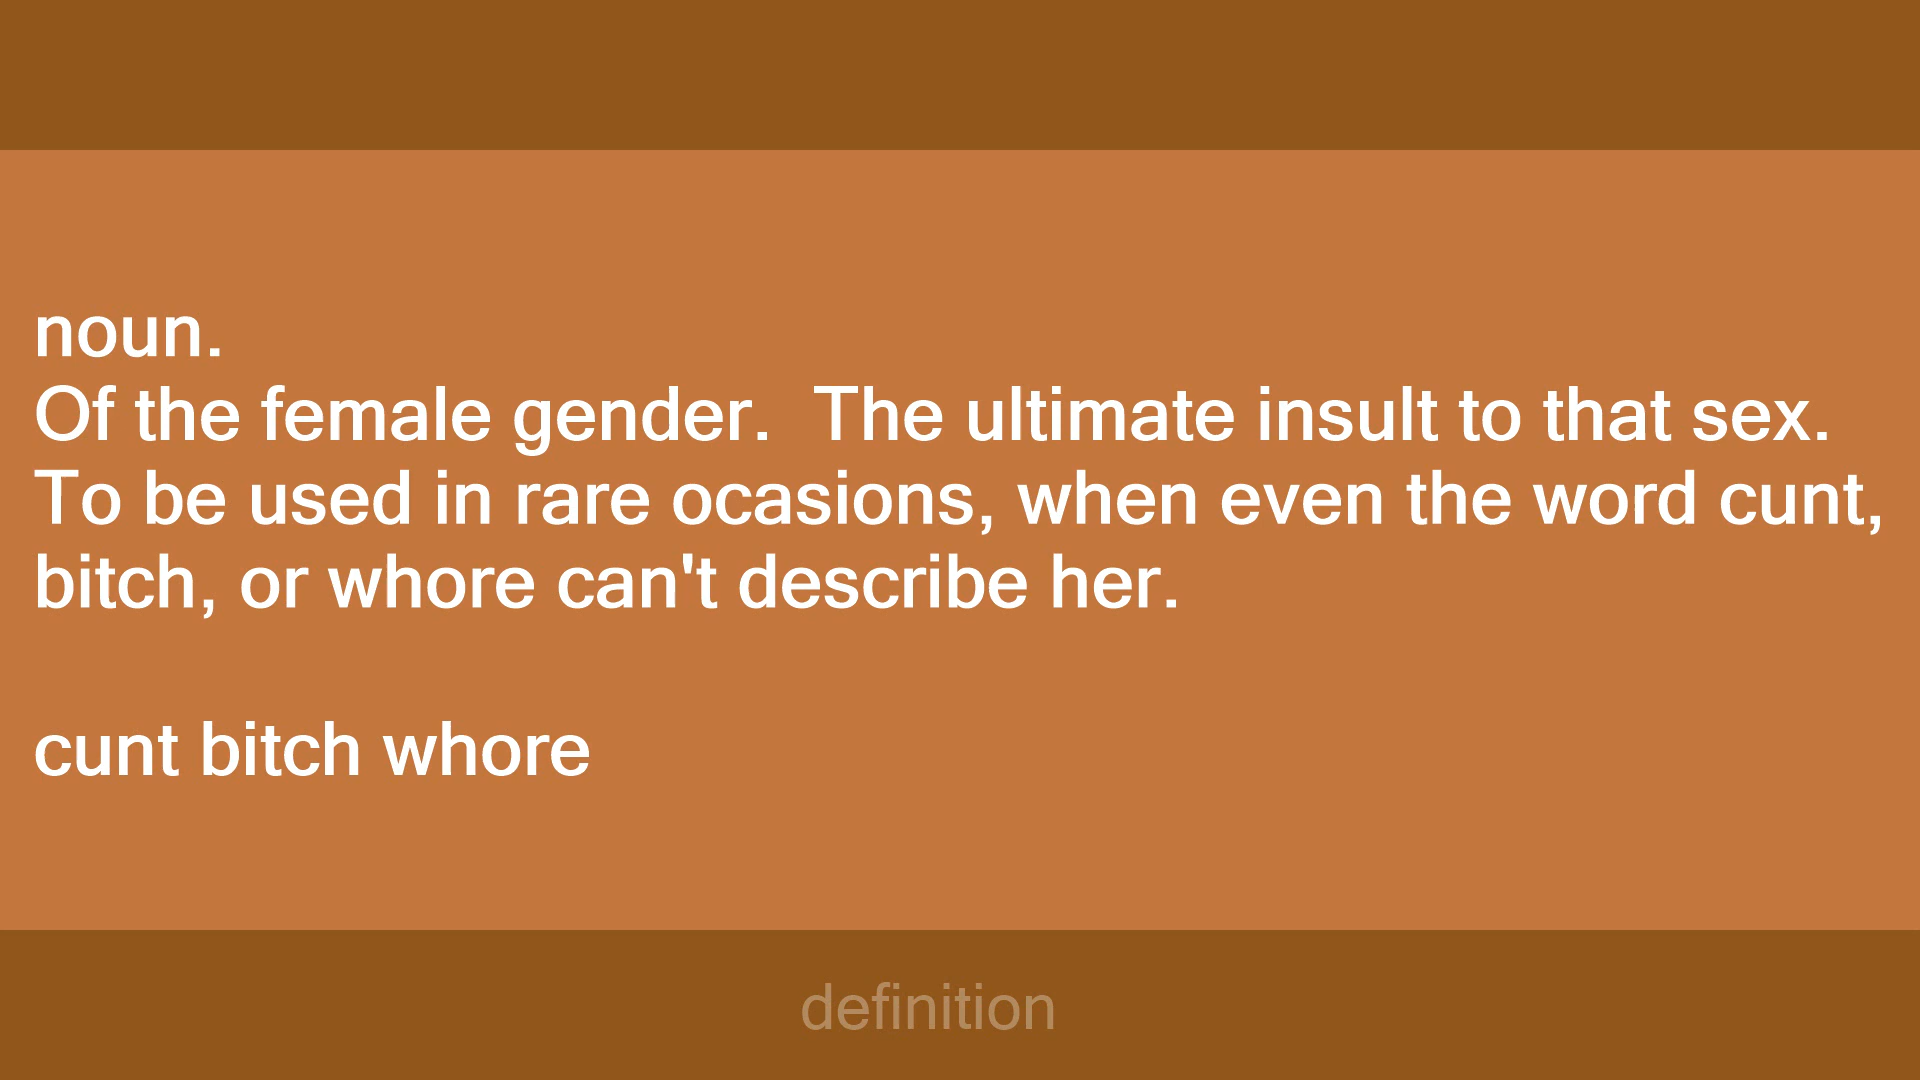 noun.
Of the female gender.  The ultimate insult to that sex.
To be used in rare ocasions, when even the word cunt,
bitch, or whore can't describe her.
cunt bitch whore
definition